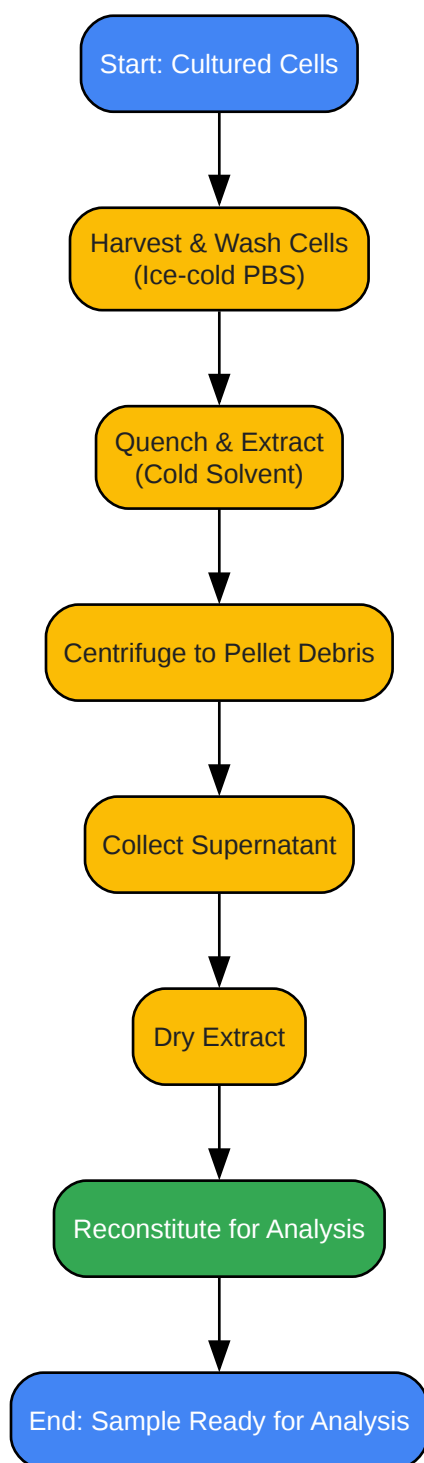 Start: Cultured Cells
Harvest & Wash Cells
(Ice-cold PBS)
Quench & Extract
(Cold Solvent)
Centrifuge to Pellet Debris
Collect Supernatant
Dry Extract
Reconstitute for Analysis
End: Sample Ready for Analysis